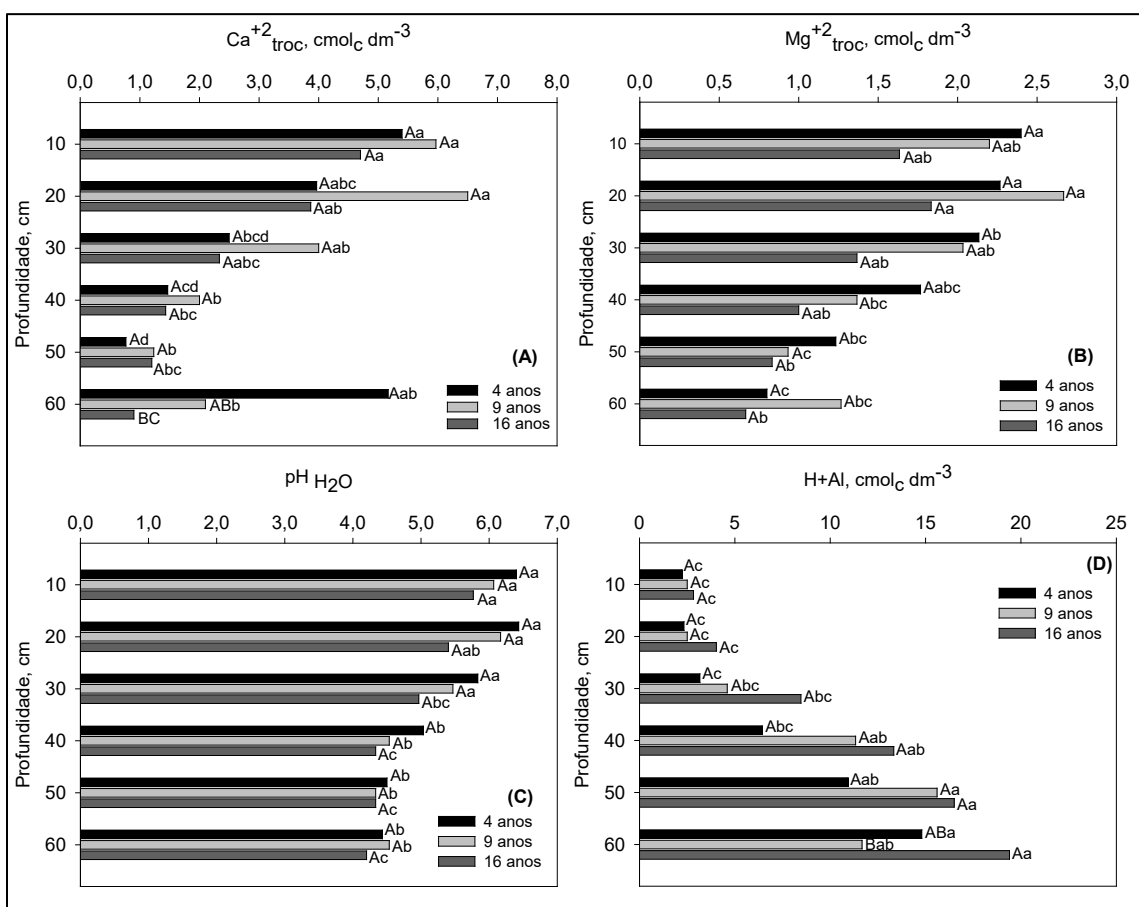 Ca+2troc, cmolc dm-3
0,0 1,0 2,0 3,0 4,0 5,0 6,0 7,0 8,0
Profundidade, cm
10
20
30
40
50
60
Aa
Aa
Aa
Aabc
Aa
Aab
Abcd
Aab
Aabc
Acd
Ab
Abc
Ad
Ab
Abc
Aab
ABb
BC
(A)
4 anos
9 anos
16 anos
Mg+2troc, cmolc dm-3
0,0 0,5 1,0 1,5 2,0 2,5 3,0
Profundidade, cm
10
20
30
40
50
60
Aa
Aab
Aab
Aa
Aa
Aa
Ab
Aab
Aab
Aabc
Abc
Aab
Abc
Ac
Ab
Ac
Abc
Ab
(B)
4 anos
9 anos
16 anos
pH H2O
0,0 1,0 2,0 3,0 4,0 5,0 6,0 7,0
Profundidade, cm
10
20
30
40
50
60
Aa
Aa
Aa
Aa
Aa
Aab
Aa
Aa
Abc
Ab
Ab
Ac
Ab
Ab
Ac
Ab
Ab
Ac
(C)
4 anos
9 anos
16 anos
H+Al, cmolc dm-3
0 5 10 15 20 25
Profundidade, cm
10
20
30
40
50
60
Ac
Ac
Ac
Ac
Ac
Ac
Ac
Abc
Abc
Abc
Aab
Aab
Aab
Aa
Aa
ABa
Bab
Aa
(D)
4 anos
9 anos
16 anos